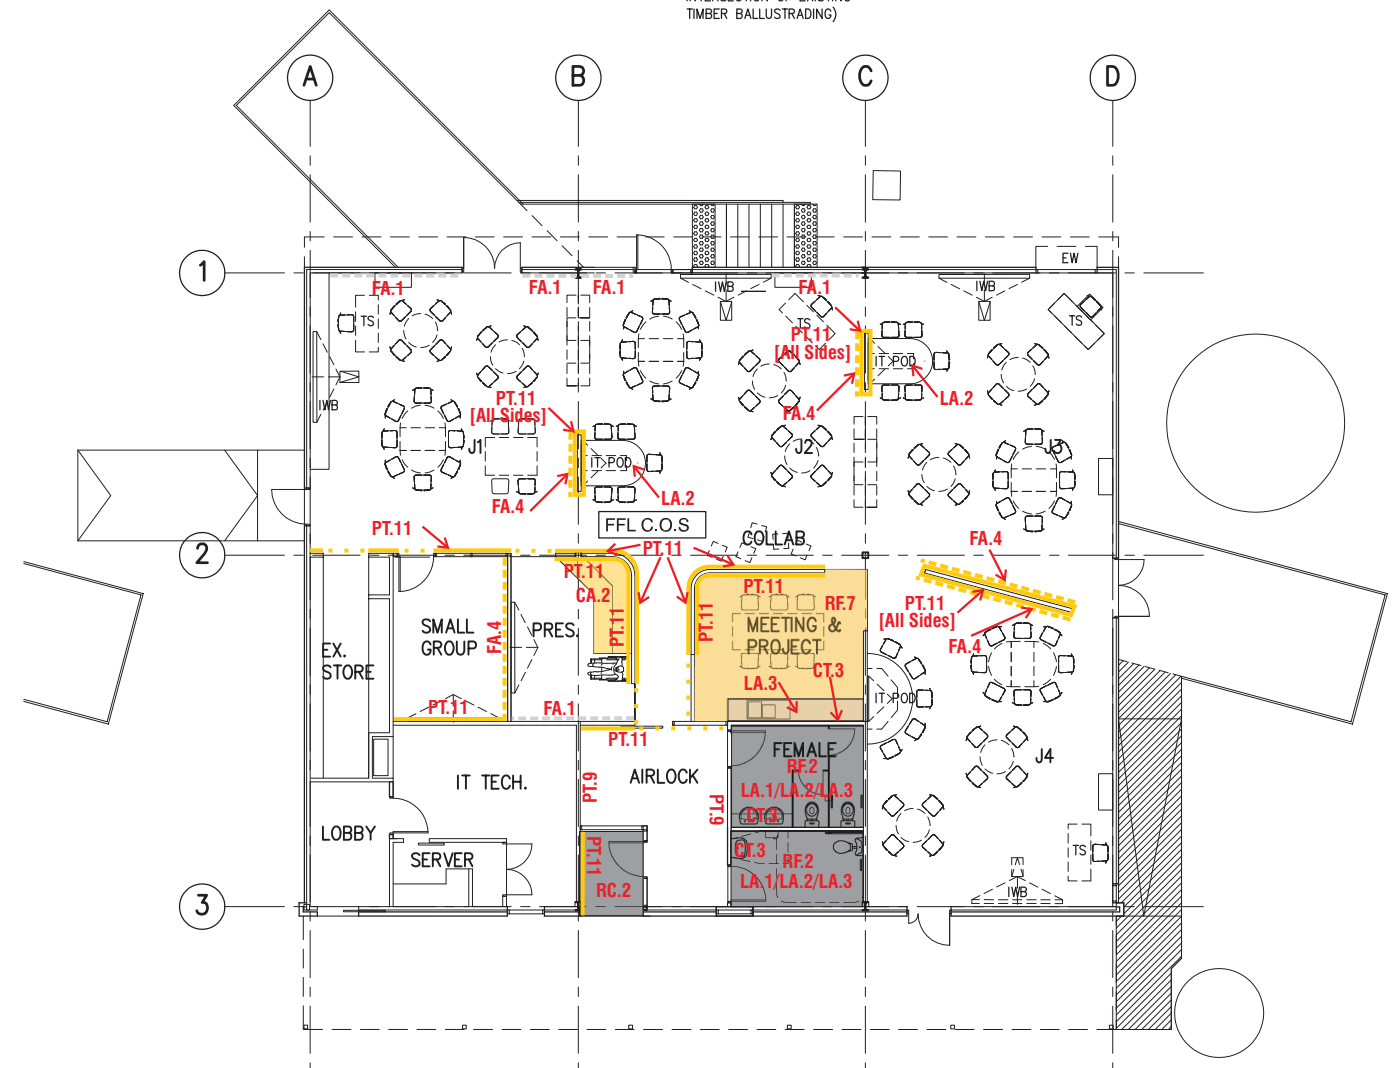 TIMBER BALLUSTRADING)
A
B
C
D
1
EW
FA.1
FA.1
FA.1
FA.1
IWB
IWB
TS
TS
TS
PT.11
[All Sides]
IT POD
LA.2
FA.4
IWB
PT.11
[All Sides]
J1
J2
J3
IT POD
LA.2
FA.4
FFL C.O.S
PT.11
COLLAB
FA.4
2
PT.11
PT.11
CA.2
PT.11
PT.11
PT.11
RF.7
PT.11
[All Sides]
FA.4
SMALL
GROUP
FA.4
PRES.
MEETING &
PROJECT
EX.
STORE
CT.3
LA.3
IT POD
PT.11
FA.1
PT.11
FEMALE
RF.2
LA.1/LA.2/LA.3
CT.3
J4
IT TECH.
AIRLOCK
PT.9
PT.9
LOBBY
SERVER
PT.11
RC.2
CT.3
RF.2
LA.1/LA.2/LA.3
TS
IWB
3